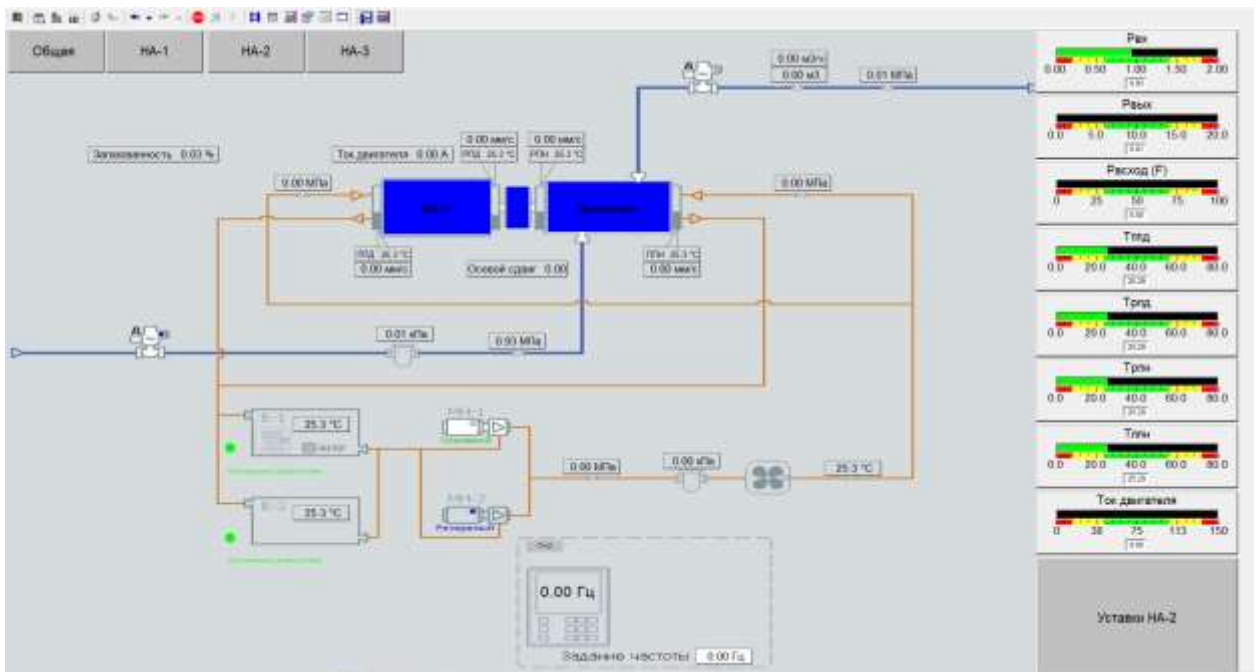 Общая
НА-1
НА-2
НА-3
0.00 м3/ч
0.00 м3
0.01 МПа
Загазованность 0.03 %
Ток двигателя 0.00 А
0.00 мм/с
0.00 мм/с
0.00 МПа
0.00 МПа
0.00 мм/с
Осевой сдвиг 0.00
0.00 мм/с
0.01 кПа
0.93 МПа
25.3 °C
25.3 °C
Резервный
0.00 МПа
0.00 кПа
25.3 °C
0.00 Гц
Задание частоты 0.00 Гц
Рвх
0.00 0.50 1.00 1.50 2.00
Рвых
0.0 5.0 10.0 15.0 20.0
Расход (F)
0 25 50 75 100
Тппд
0.0 20.0 40.0 60.0 80.0
Трпд
0.0 20.0 40.0 60.0 80.0
Трпн
0.0 20.0 40.0 60.0 80.0
Тппн
0.0 20.0 40.0 60.0 80.0
Ток двигателя
0 38 75 113 150
Уставки НА-2